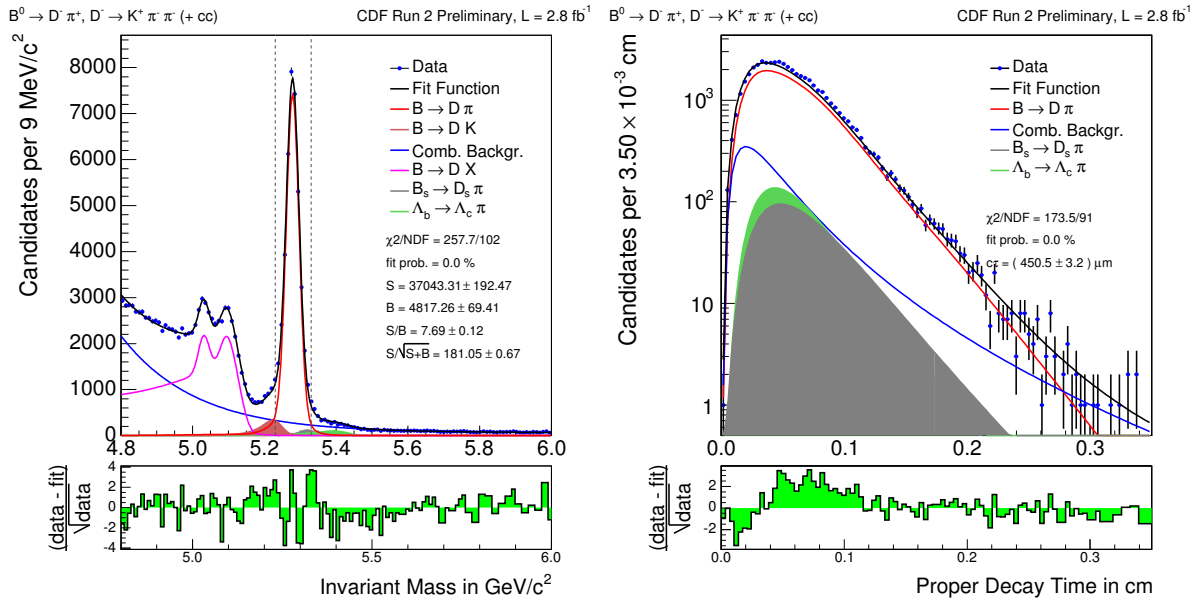 B⁰ → D⁻ π⁺, D⁻ → K⁺ π⁻ π⁻ (+ cc)
CDF Run 2 Preliminary, L = 2.8 fb⁻¹
Candidates per 9 MeV/c²
8000
7000
6000
5000
4000
3000
2000
1000
0
4.8 5.0 5.2 5.4 5.6 5.8 6.0
Data
Fit Function
B → D π
B → D K
Comb. Backgr.
B → D X
Bₛ → Dₛ π
Λ_b → Λ_c π
χ2/NDF = 257.7/102
fit prob. = 0.0 %
S = 37043.31 ± 192.47
B = 4817.26 ± 69.41
S/B = 7.69 ± 0.12
S/√S+B = 181.05 ± 0.67
(data - fit)
√data
4
2
0
-2
-4
5.0 5.5 6.0
Invariant Mass in GeV/c²
B⁰ → D⁻ π⁺, D⁻ → K⁺ π⁻ π⁻ (+ cc)
CDF Run 2 Preliminary, L = 2.8 fb⁻¹
Candidates per 3.50 × 10⁻³ cm
10³
10²
10
1
0.0 0.1 0.2 0.3
Data
Fit Function
B → D π
Comb. Backgr.
Bₛ → Dₛ π
Λ_b → Λ_c π
χ2/NDF = 173.5/91
fit prob. = 0.0 %
cτ = ( 450.5 ± 3.2 ) μm
(data - fit)
√data
2
0
-2
0.0 0.1 0.2 0.3
Proper Decay Time in cm